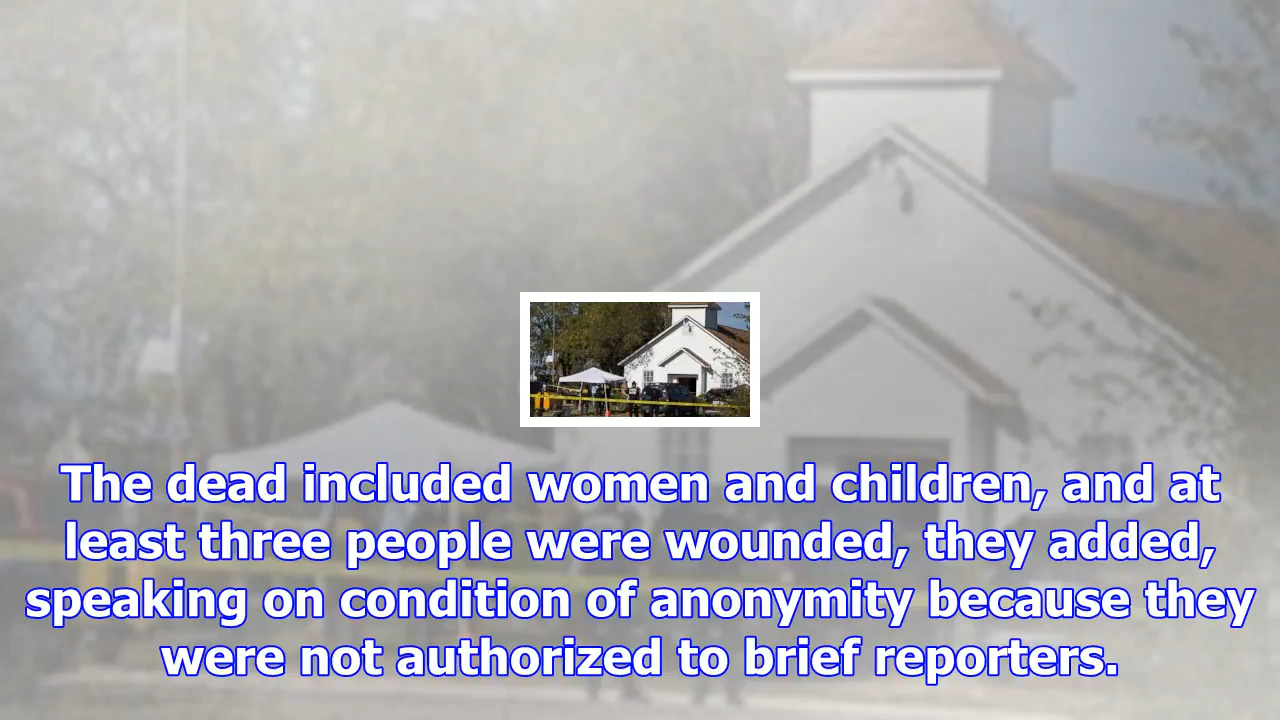 The dead included women and children, and at
least three people were wounded, they added,
speaking on condition of anonymity because they
were not authorized to brief reporters.